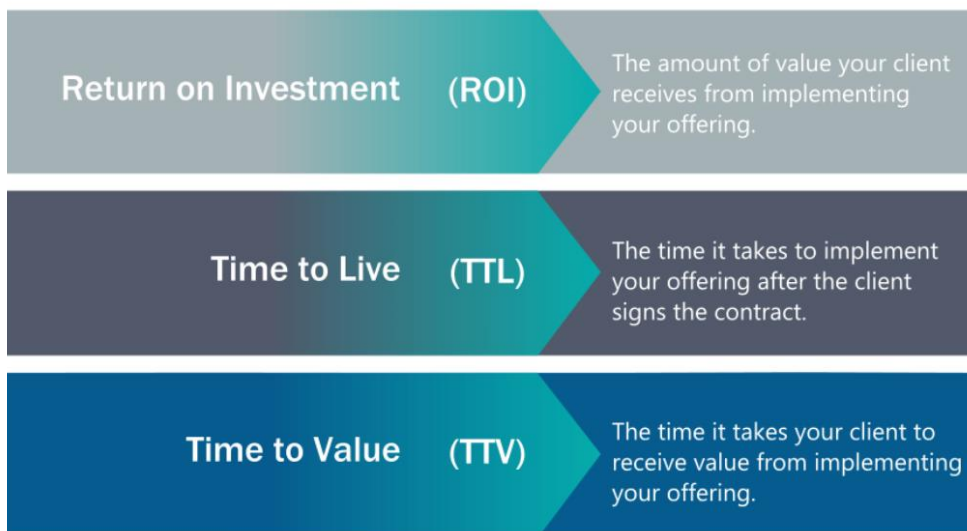 Return on Investment (ROI)
The amount of value your client
receives from implementing
your offering.
Time to Live (TTL)
The time it takes to implement
your offering after the client
signs the contract.
Time to Value (TTV)
The time it takes your client to
receive value from implementing
your offering.